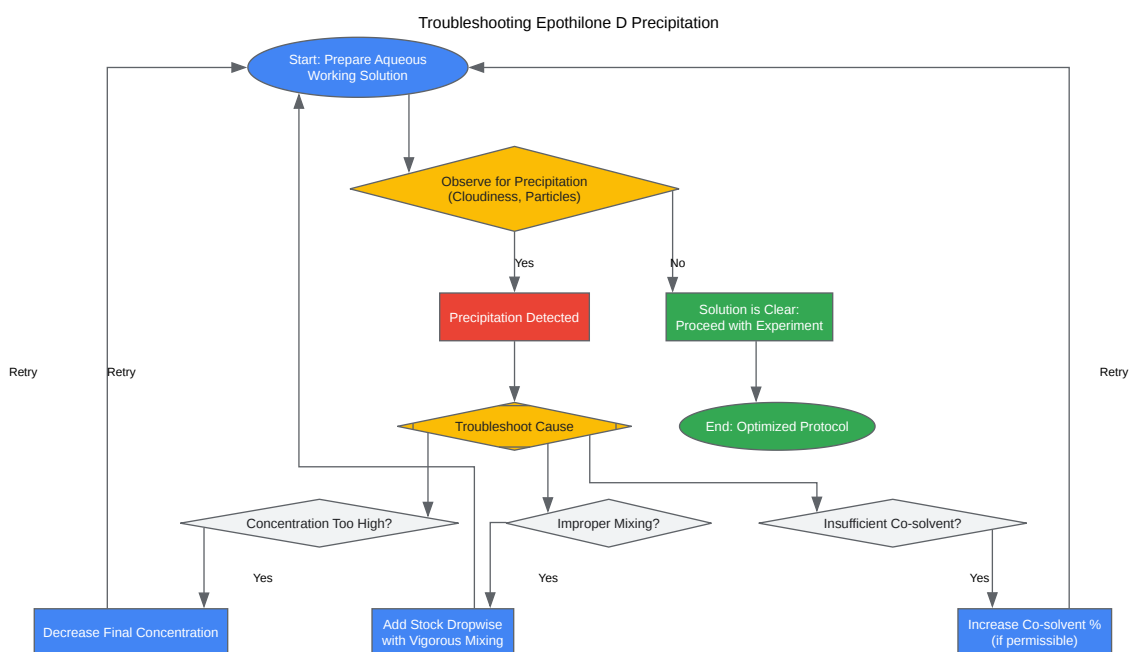 Troubleshooting Epothilone D Precipitation
Start: Prepare Aqueous
Working Solution
Observe for Precipitation
(Cloudiness, Particles)
Yes
No
Precipitation Detected
Solution is Clear:
Proceed with Experiment
Retry
Retry
Retry
Troubleshoot Cause
End: Optimized Protocol
Concentration Too High?
Improper Mixing?
Insufficient Co-solvent?
Yes
Yes
Yes
Decrease Final Concentration
Add Stock Dropwise
with Vigorous Mixing
Increase Co-solvent %
(if permissible)